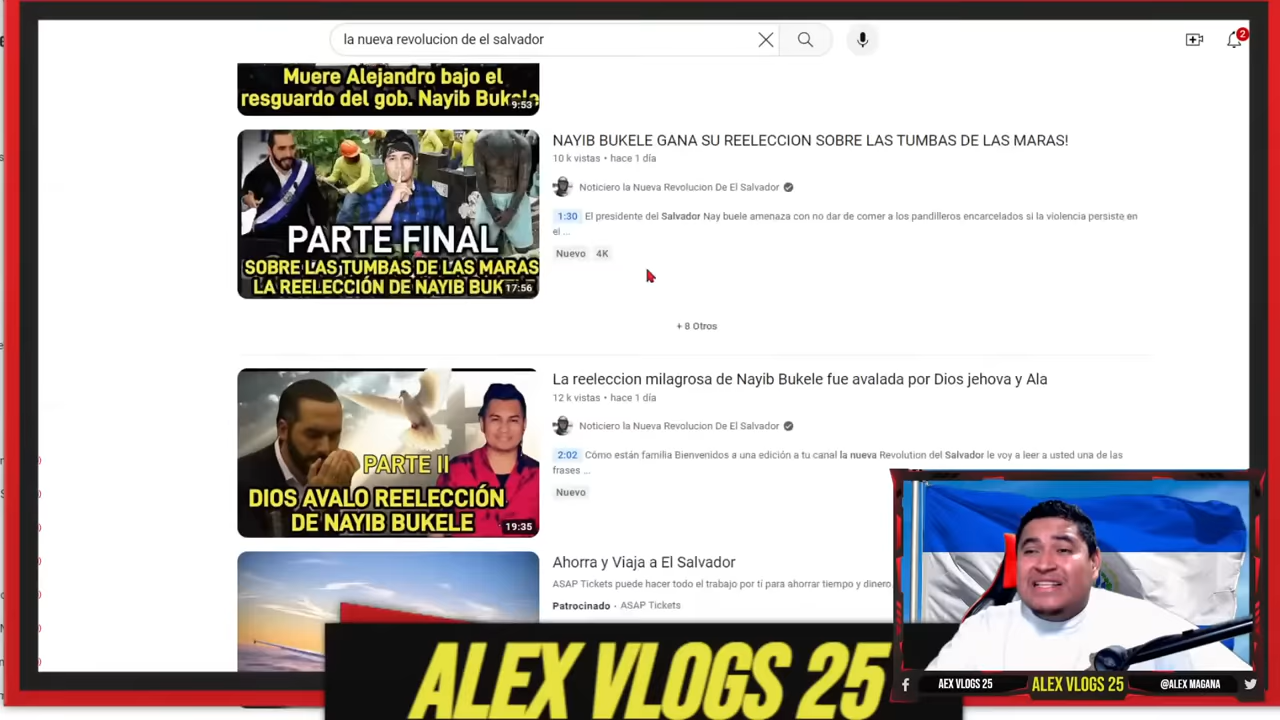 la nueva revolucion de el salvador
2
Muere Alejandro bajo el
resguardo del gob. Nayib Bukele
9:53
NAYIB BUKELE GANA SU REELECCION SOBRE LAS TUMBAS DE LAS MARAS!
10 k vistas • hace 1 día
Noticiero la Nueva Revolucion De El Salvador
1:30 El presidente del Salvador Nay buele amenaza con no dar de comer a los pandilleros encarcelados si la violencia persiste en
el ...
Nuevo 4K
PARTE FINAL
SOBRE LAS TUMBAS DE LAS MARAS
LA REELECCIÓN DE NAYIB BUK
17:56
+ 8 Otros
La reeleccion milagrosa de Nayib Bukele fue avalada por Dios jehova y Ala
12 k vistas • hace 1 día
Noticiero la Nueva Revolucion De El Salvador
2:02 Cómo están familia Bienvenidos a una edición a tu canal la nueva Revolution del Salvador le voy a leer a usted una de las
frases ...
Nuevo
PARTE II
DIOS AVALO REELECCIÓN
DE NAYIB BUKELE
19:35
Ahorra y Viaja a El Salvador
ASAP Tickets puede hacer todo el trabajo por tí para ahorrar tiempo y dinero.
Patrocinado · ASAP Tickets
ALEX VLOGS 25
AEX VLOGS 25
ALEX VLOGS 25
@ALEX MAGANA